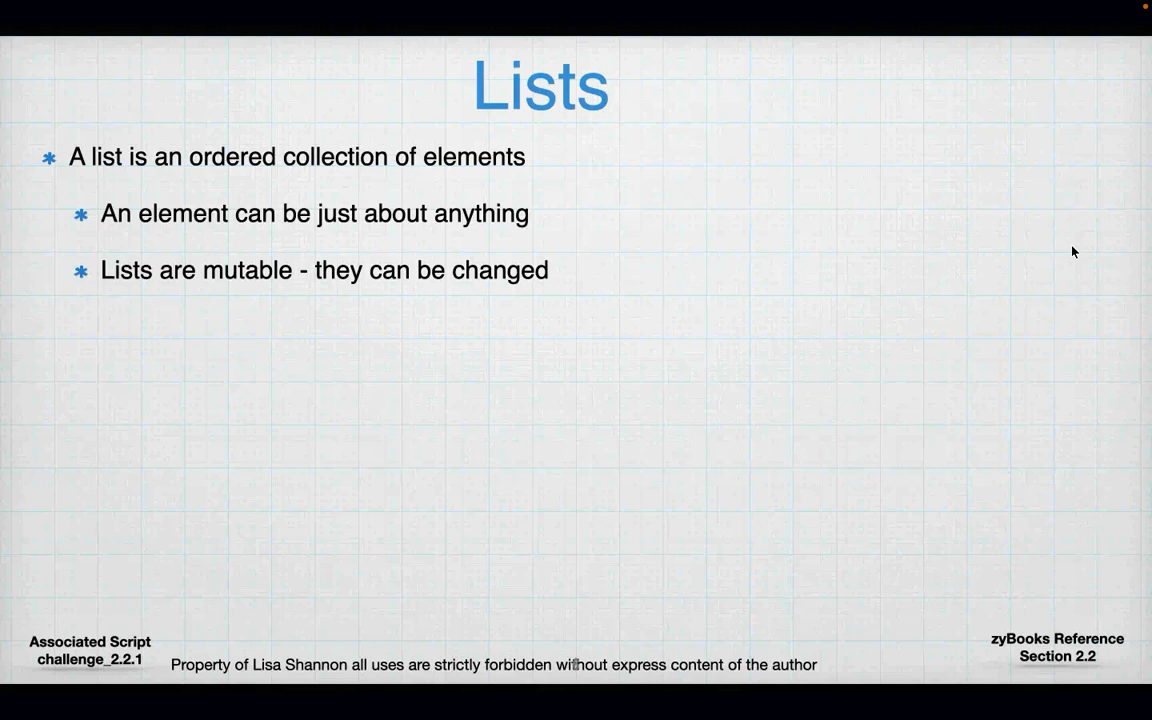 Lists
* A list is an ordered collection of elements
* An element can be just about anything
* Lists are mutable - they can be changed
Associated Script
challenge_2.2.1
Property of Lisa Shannon all uses are strictly forbidden without express content of the author
zyBooks Reference
Section 2.2